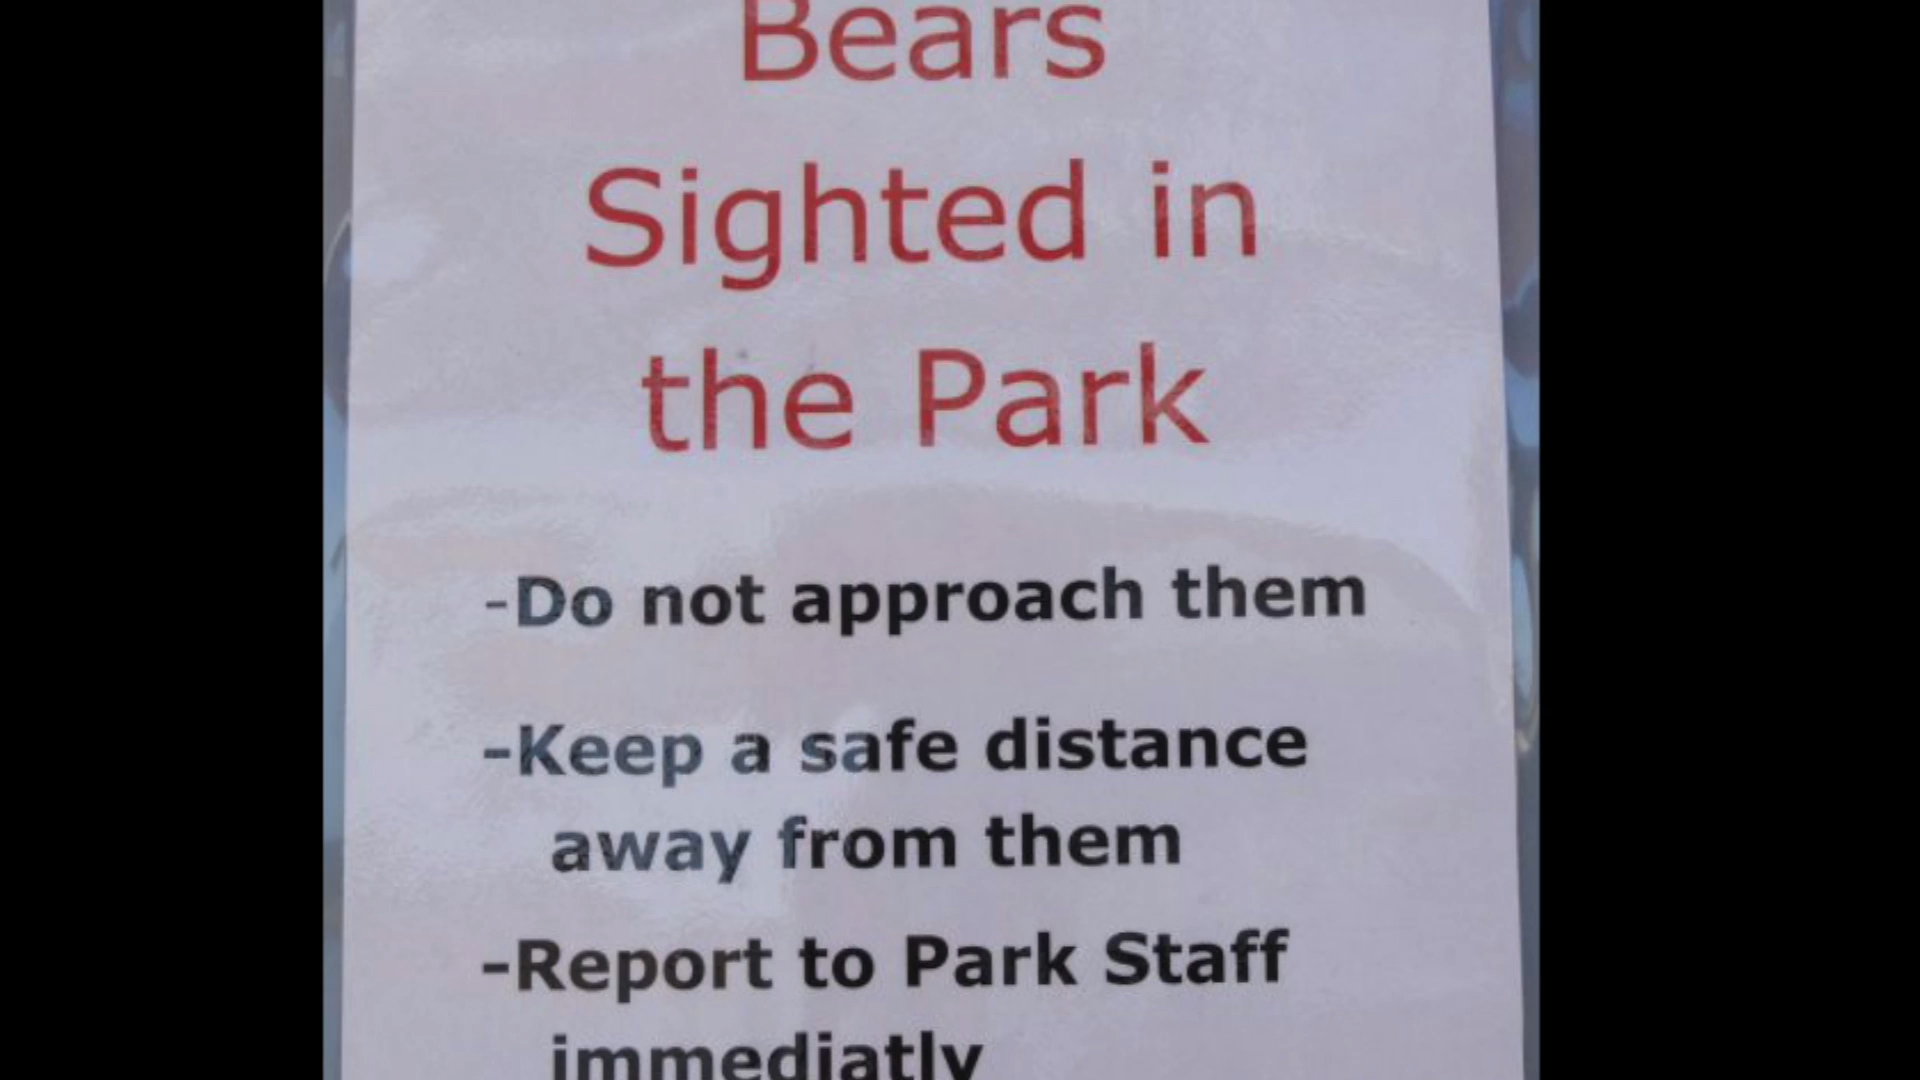 Bears
Sighted in
the Park
-Do not approach them
-Keep a safe distance
away from them
-Report to Park Staff
immediatly